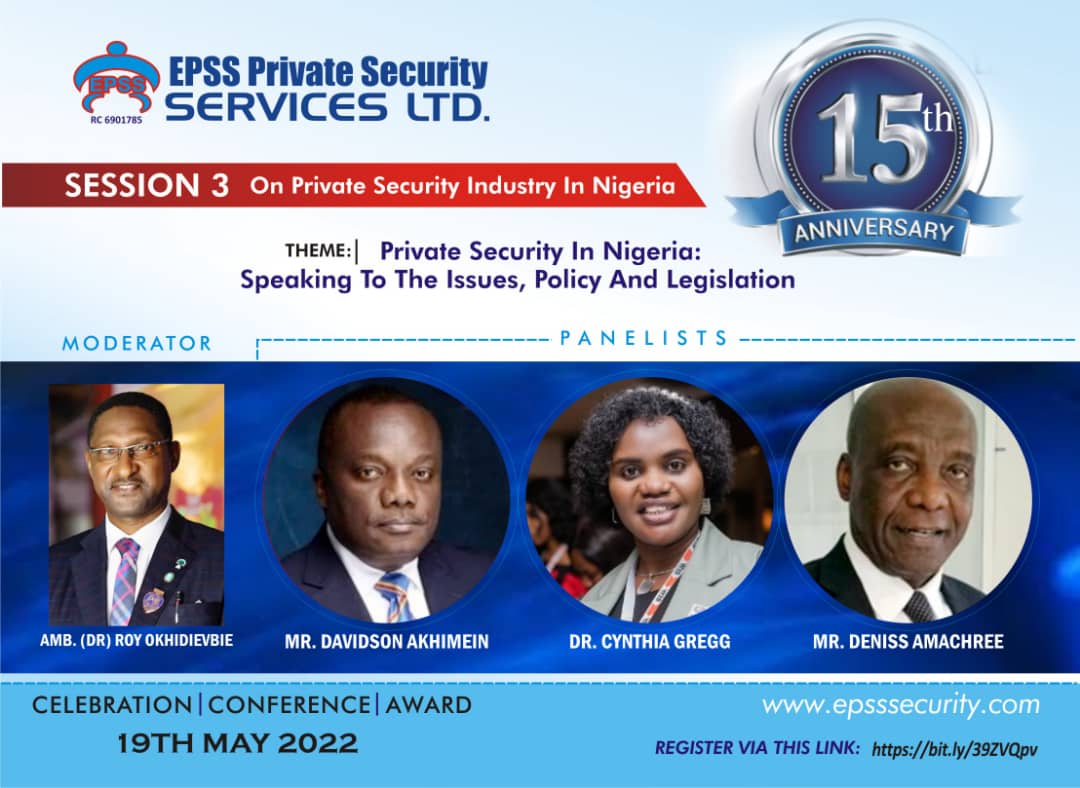 EPSS
RC 6901785
EPSS Private Security
SERVICES LTD.
15th
ANNIVERSARY
SESSION 3 On Private Security Industry In Nigeria
THEME:| Private Security In Nigeria:
Speaking To The Issues, Policy And Legislation
MODERATOR
PANELISTS
AMB. (DR) ROY OKHIDIEVBIE
MR. DAVIDSON AKHIMEIN
DR. CYNTHIA GREGG
MR. DENISS AMACHREE
CELEBRATION|CONFERENCE|AWARD
19TH MAY 2022
www.epsssecurity.com
REGISTER VIA THIS LINK: https://bit.ly/39ZVQpv